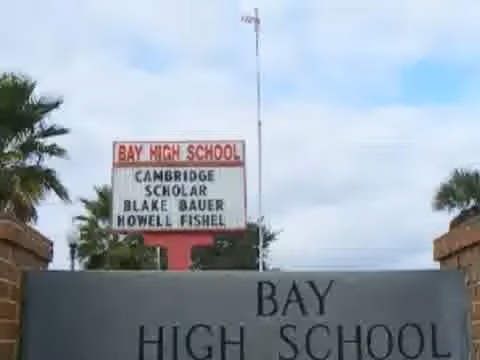 BAY HIGH SCHOOL
CAMBRIDGE
SCHOLAR
BLAKE BAUER
HOWELL FISHEL
BAY
HIGH SCHOOL